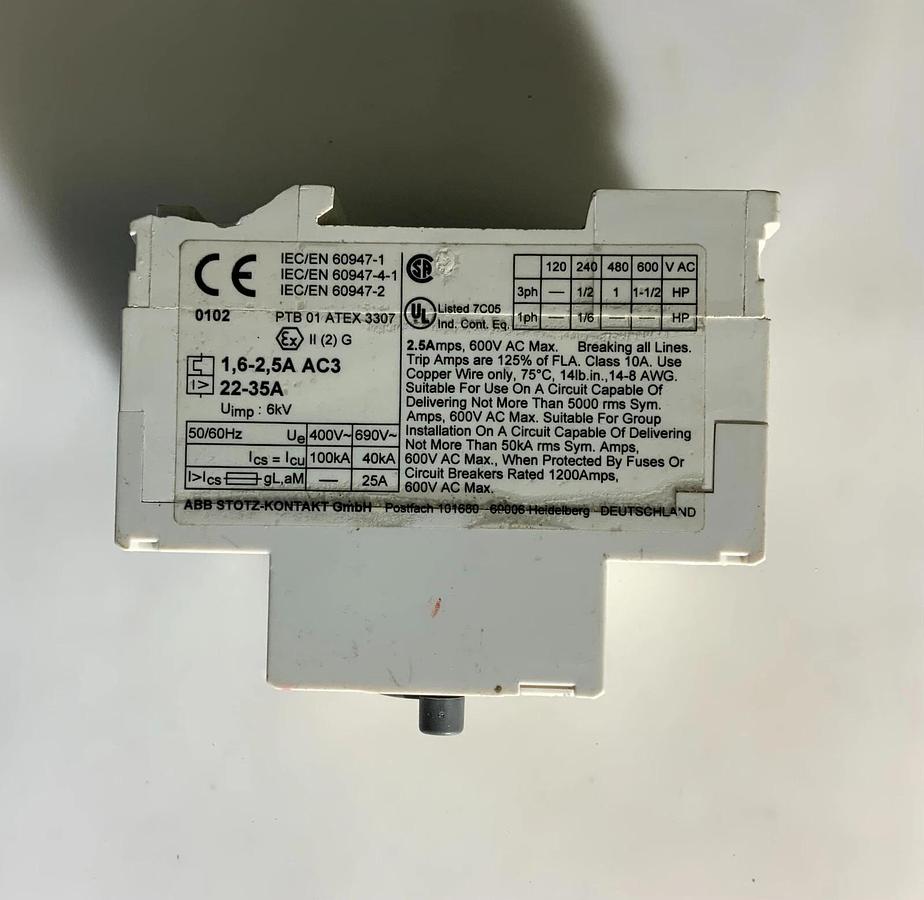 CE
0102
IEC/EN 60947-1
IEC/EN 60947-4-1
IEC/EN 60947-2
PTB 01 ATEX 3307
Ex II (2) G
1,6-2,5A AC3
I> 22-35A
Uimp : 6kV
50/60Hz Ue 400V~ 690V~
Ics = Icu 100kA 40kA
I>Ics gL,aM — 25A
SA
UL Listed 7C05
Ind. Cont. Eq.
120 240 480 600 V AC
3ph — 1/2 1 1-1/2 HP
1ph — 1/6 — — HP
2.5Amps, 600V AC Max. Breaking all Lines.
Trip Amps are 125% of FLA. Class 10A. Use
Copper Wire only, 75°C, 14lb.in.,14-8 AWG.
Suitable For Use On A Circuit Capable Of
Delivering Not More Than 5000 rms Sym.
Amps, 600V AC Max. Suitable For Group
Installation On A Circuit Capable Of Delivering
Not More Than 50kA rms Sym. Amps,
600V AC Max., When Protected By Fuses Or
Circuit Breakers Rated 1200Amps,
600V AC Max.
ABB STOTZ-KONTAKT GmbH Postfach 101680 69006 Heidelberg DEUTSCHLAND